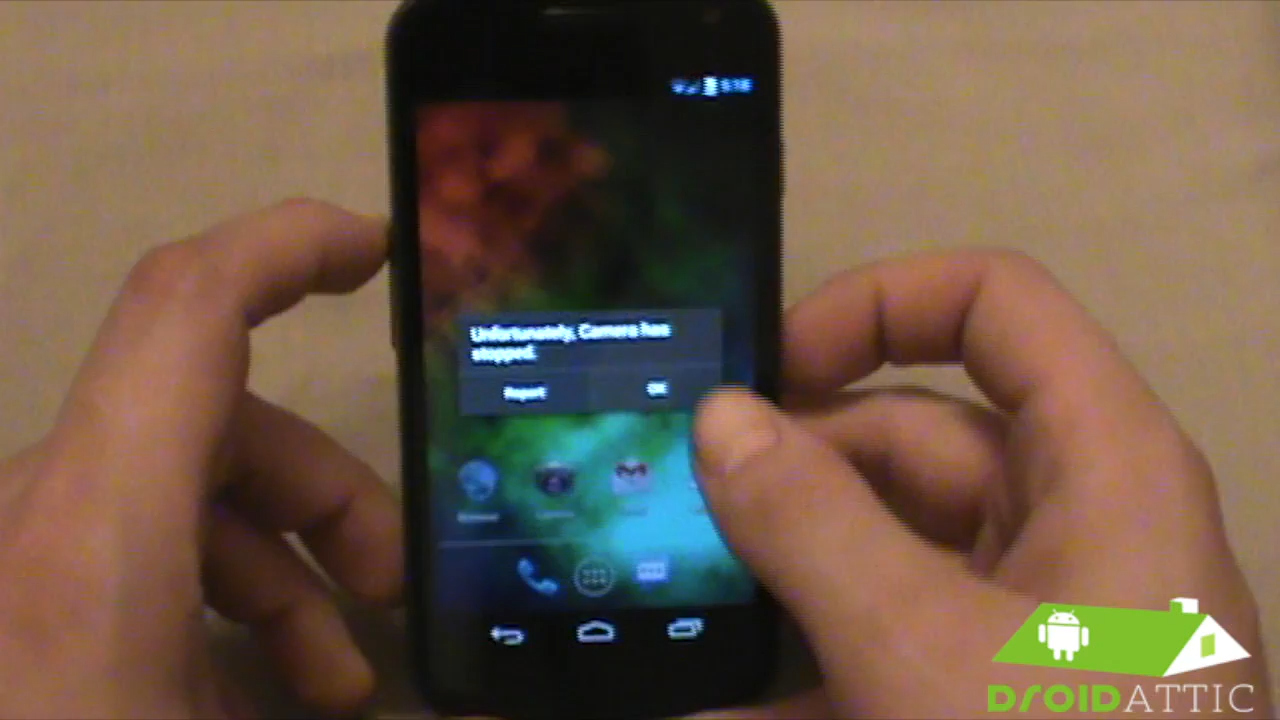 Unfortunately, Camera has
stopped.
Report
OK
DROIDATTIC